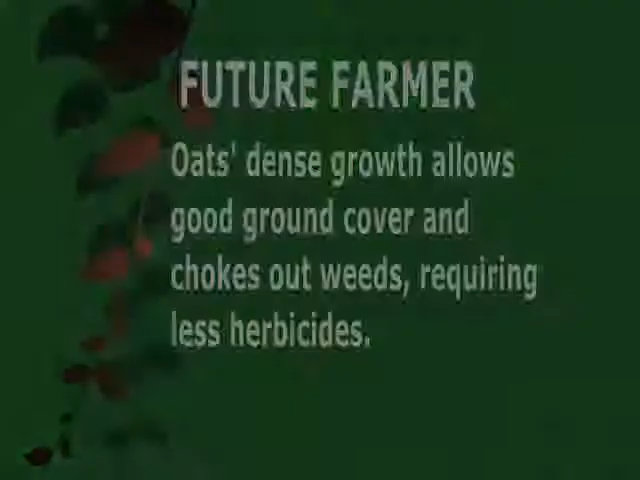 FUTURE FARMER
Oats' dense growth allows
good ground cover and
chokes out weeds, requiring
less herbicides.